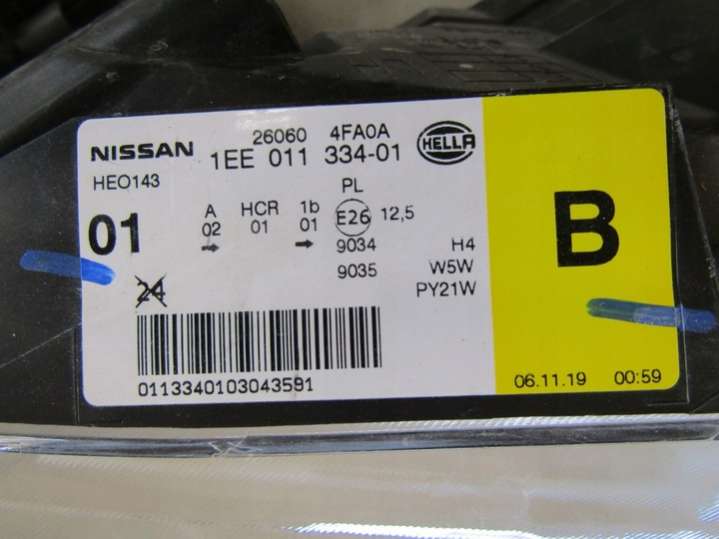 NISSAN 26060 4FA0A
1EE 011 334-01 HELLA
HEO143
PL
01 A HCR 1b E26 12,5
02 01 01
→ → 9034 H4
9035 W5W
24 PY21W
B
0113340103043591
06.11.19 00:59